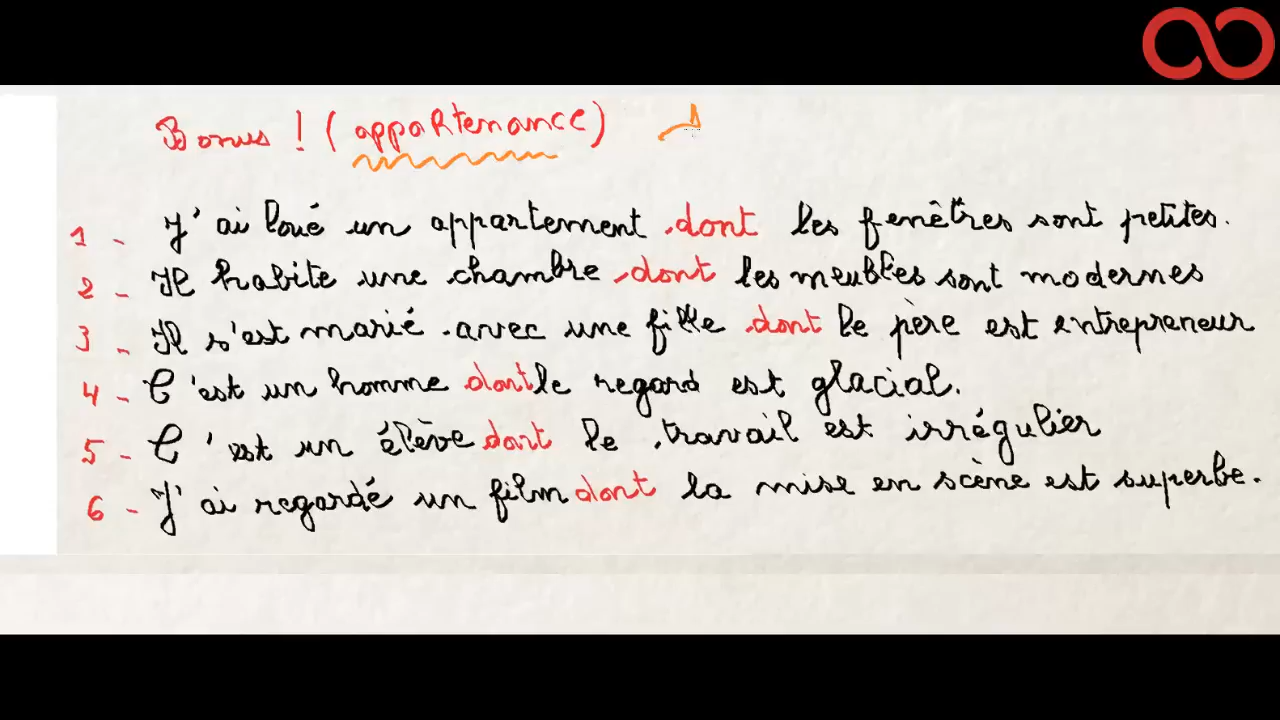 Bonus ! (appartenance)
1 - J'ai loué un appartement dont les fenêtres sont petites.
2 - Il habite une chambre dont les meubles sont modernes
3 - Il s'est marié avec une fille dont le père est entrepreneur
4 - C'est un homme dont le regard est glacial.
5 - C'est un élève dont le travail est irrégulier
6 - J'ai regardé un film dont la mise en scène est superbe.